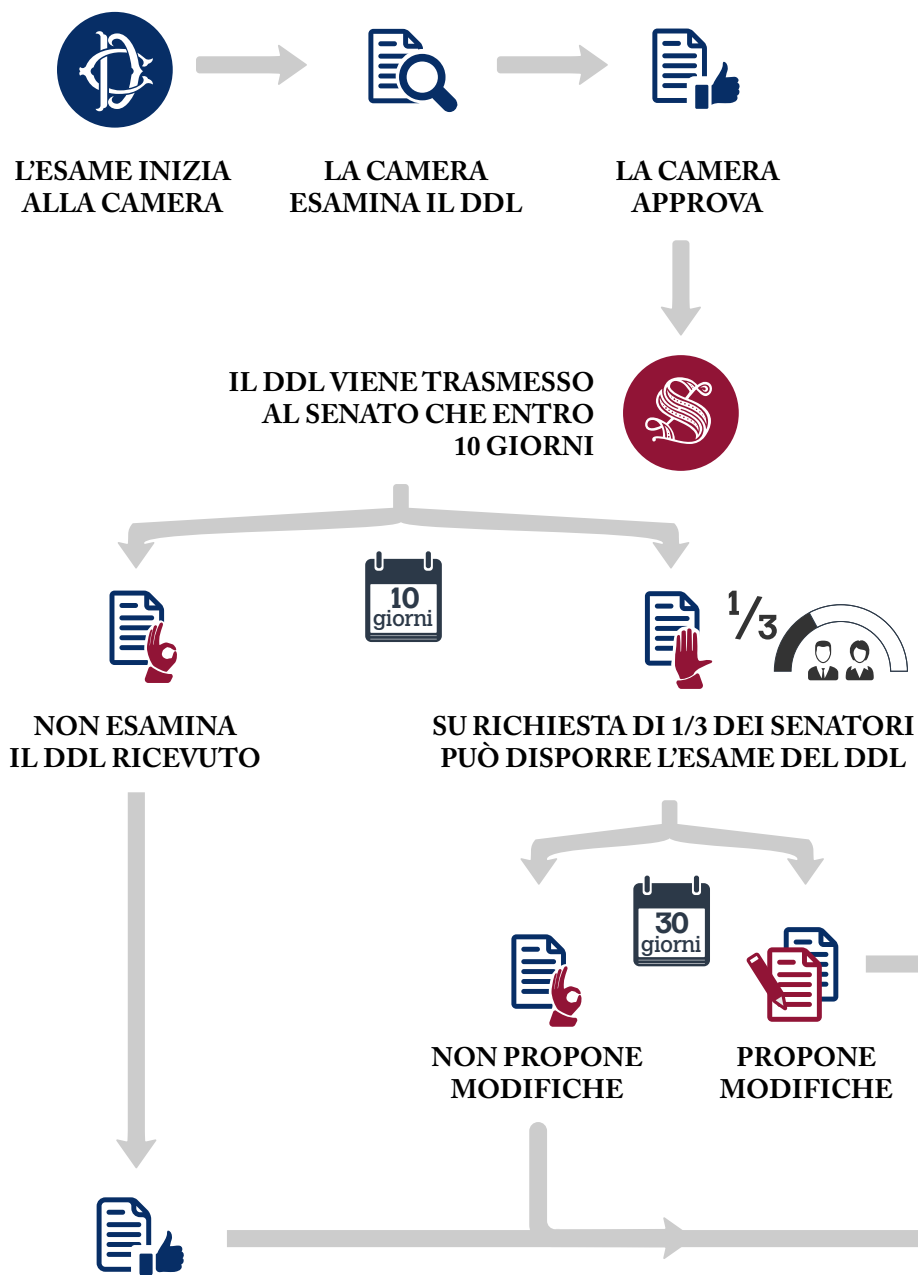 L'ESAME INIZIA
ALLA CAMERA
LA CAMERA
ESAMINA IL DDL
LA CAMERA
APPROVA
IL DDL VIENE TRASMESSO
AL SENATO CHE ENTRO
10 GIORNI
10
giorni
1/3
NON ESAMINA
IL DDL RICEVUTO
SU RICHIESTA DI 1/3 DEI SENATORI
PUÒ DISPORRE L'ESAME DEL DDL
30
giorni
NON PROPONE
MODIFICHE
PROPONE
MODIFICHE